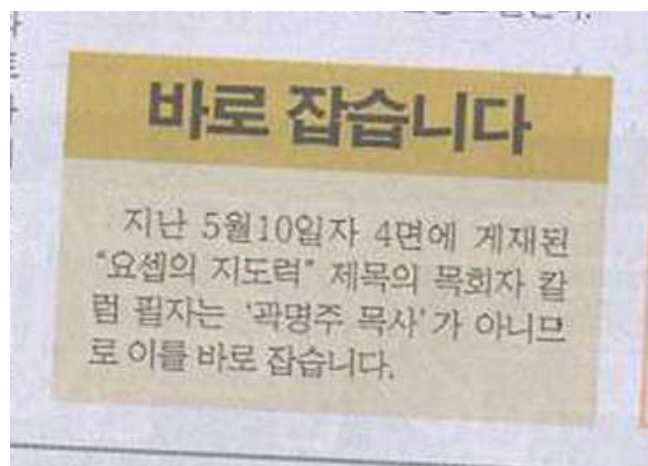 바로 잡습니다
지난 5월10일자 4면에 게재된
“요셉의 지도력” 제목의 목회자 칼
럼 필자는 ‘곽명주 목사’가 아니므
로 이를 바로 잡습니다.